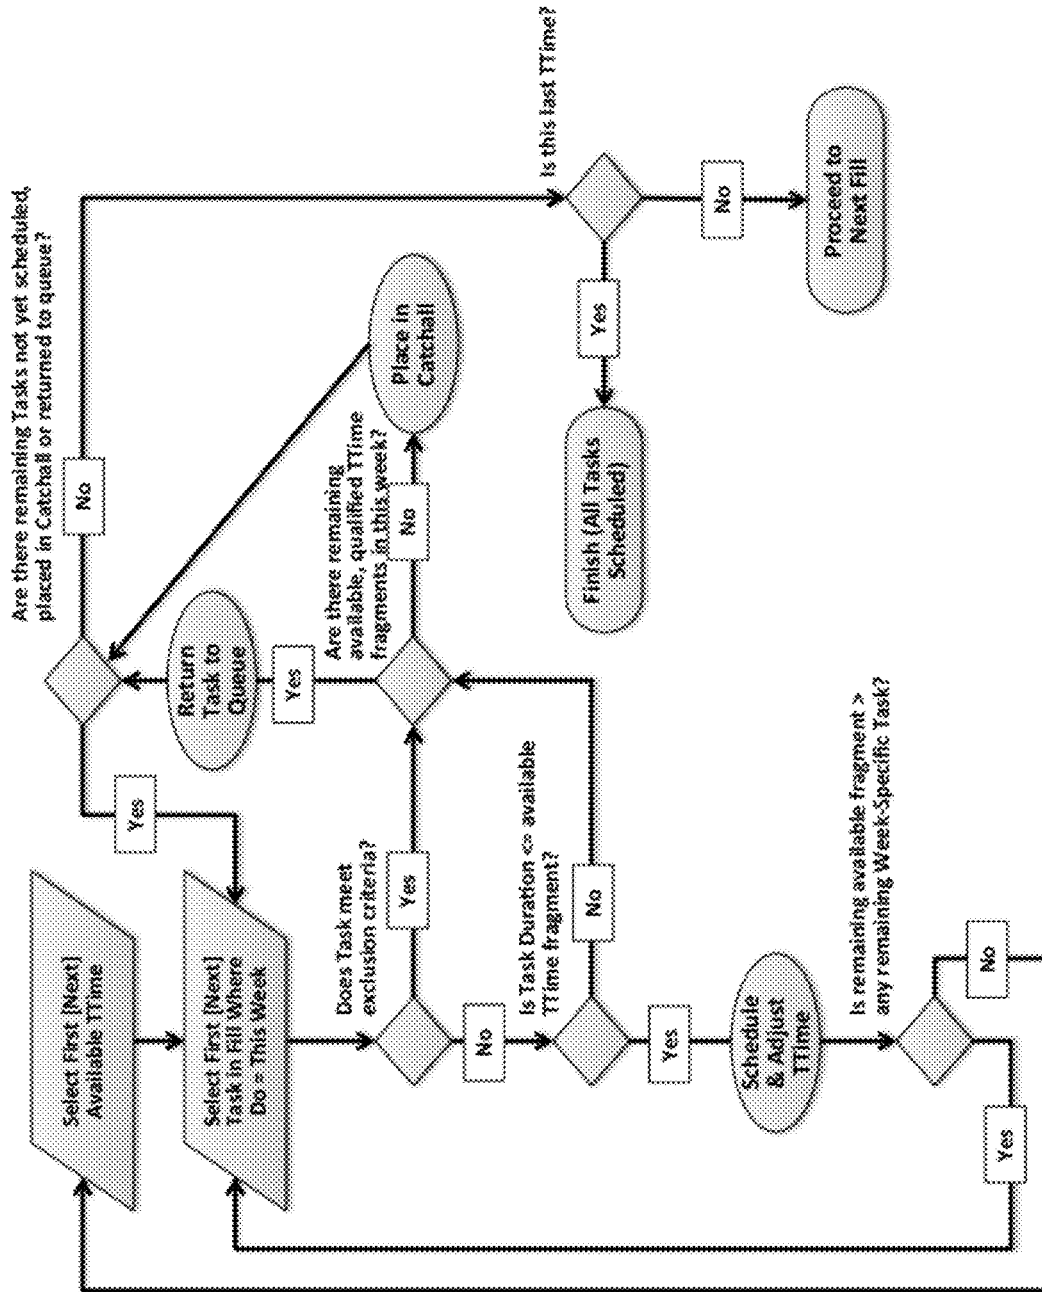 Select First [Next]
Available TTime
Select First [Next]
Task in Fill Where
Do = This Week
Yes
Are there remaining Tasks not yet scheduled,
placed in Catchall or returned to queue?
No
Return
Task to
Queue
Yes
Does Task meet
exclusion criteria?
Yes
Are there remaining
available, qualified TTime
fragments in this week?
No
Place in
Catchall
No
Is Task Duration <= available
TTime fragment?
No
Yes
Schedule
& Adjust
TTime
Is remaining available fragment >
any remaining Week-Specific Task?
No
Yes
Is this last TTime?
Yes
Finish (All Tasks
Scheduled)
No
Proceed to
Next Fill